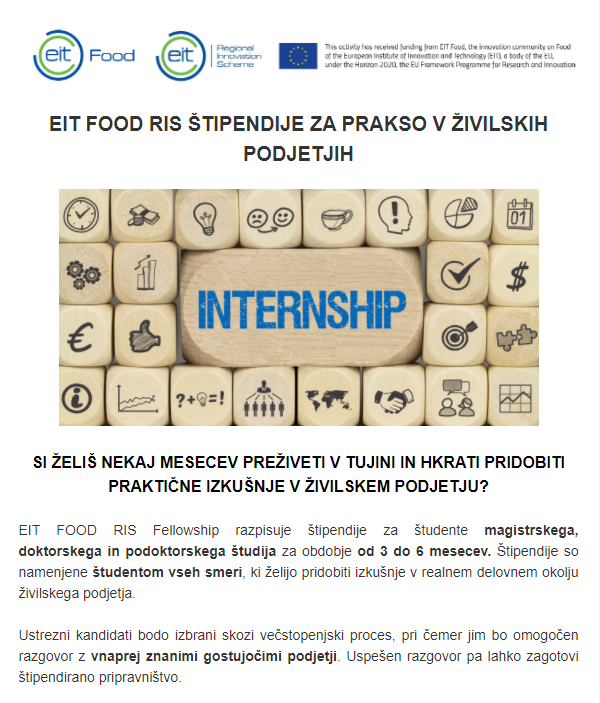 eit Food
eit Regional Innovation Scheme
This activity has received funding from EIT Food, the innovation community on Food
of the European Institute of Innovation and Technology (EIT), a body of the EU,
under the Horizon 2020, the EU Framework Programme for Research and Innovation
EIT FOOD RIS ŠTIPENDIJE ZA PRAKSO V ŽIVILSKIH
PODJETJIH
01
$
INTERNSHIP
€
i
?+!=!
SI ŽELIŠ NEKAJ MESECEV PREŽIVETI V TUJINI IN HKRATI PRIDOBITI
PRAKTIČNE IZKUŠNJE V ŽIVILSKEM PODJETJU?
EIT FOOD RIS Fellowship razpisuje štipendije za študente magistrskega,
doktorskega in podoktorskega študija za obdobje od 3 do 6 mesecev. Štipendije so
namenjene študentom vseh smeri, ki želijo pridobiti izkušnje v realnem delovnem okolju
živilskega podjetja.
Ustrezni kandidati bodo izbrani skozi večstopenjski proces, pri čemer jim bo omogočen
razgovor z vnaprej znanimi gostujočimi podjetji. Uspešen razgovor pa lahko zagotovi
štipendirano pripravništvo.